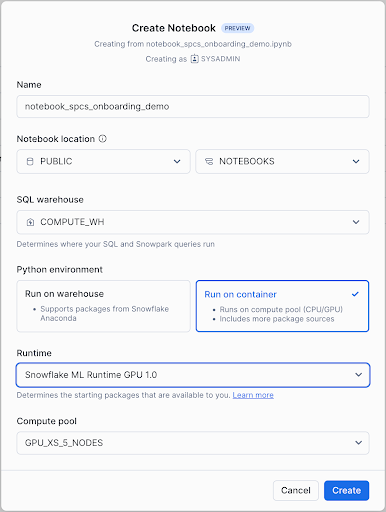 Create Notebook PREVIEW
Creating from notebook_spcs_onboarding_demo.ipynb
Creating as SYSADMIN
Name
notebook_spcs_onboarding_demo
Notebook location
PUBLIC NOTEBOOKS
SQL warehouse
COMPUTE_WH
Determines where your SQL and Snowpark queries run
Python environment
Run on warehouse
• Supports packages from Snowflake
Anaconda
Run on container
• Runs on compute pool (CPU/GPU)
• Includes more package sources
Runtime
Snowflake ML Runtime GPU 1.0
Determines the starting packages that are available to you. Learn more
Compute pool
GPU_XS_5_NODES
Cancel Create